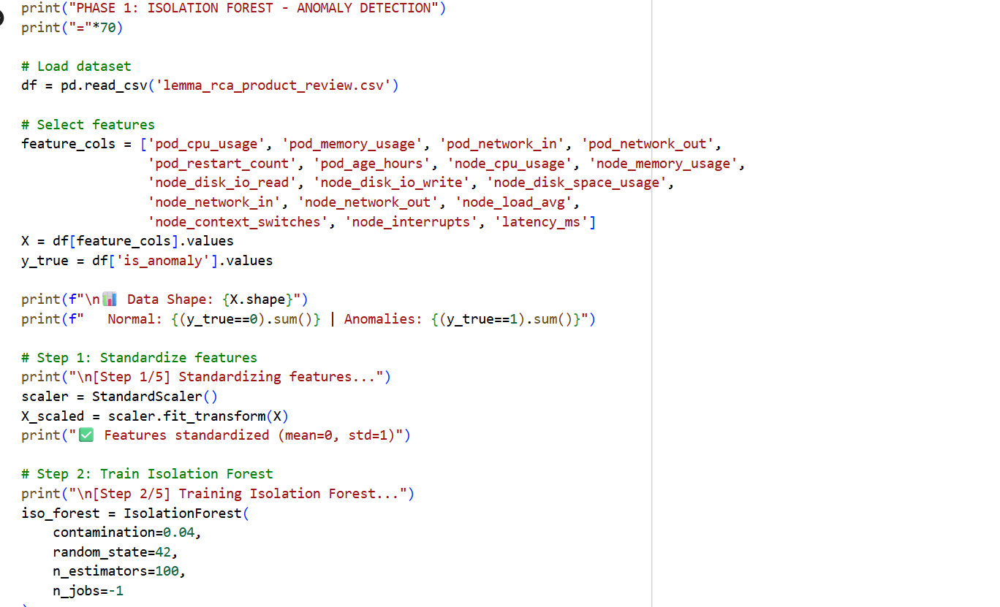 print("PHASE 1: ISOLATION FOREST - ANOMALY DETECTION")
print("="*70)

# Load dataset
df = pd.read_csv('lemma_rca_product_review.csv')

# Select features
feature_cols = ['pod_cpu_usage', 'pod_memory_usage', 'pod_network_in', 'pod_network_out',
                'pod_restart_count', 'pod_age_hours', 'node_cpu_usage', 'node_memory_usage',
                'node_disk_io_read', 'node_disk_io_write', 'node_disk_space_usage',
                'node_network_in', 'node_network_out', 'node_load_avg',
                'node_context_switches', 'node_interrupts', 'latency_ms']
X = df[feature_cols].values
y_true = df['is_anomaly'].values

print(f"\n📊 Data Shape: {X.shape}")
print(f"   Normal: {(y_true==0).sum()} | Anomalies: {(y_true==1).sum()}")

# Step 1: Standardize features
print("\n[Step 1/5] Standardizing features...")
scaler = StandardScaler()
X_scaled = scaler.fit_transform(X)
print("✅ Features standardized (mean=0, std=1)")

# Step 2: Train Isolation Forest
print("\n[Step 2/5] Training Isolation Forest...")
iso_forest = IsolationForest(
    contamination=0.04,
    random_state=42,
    n_estimators=100,
    n_jobs=-1